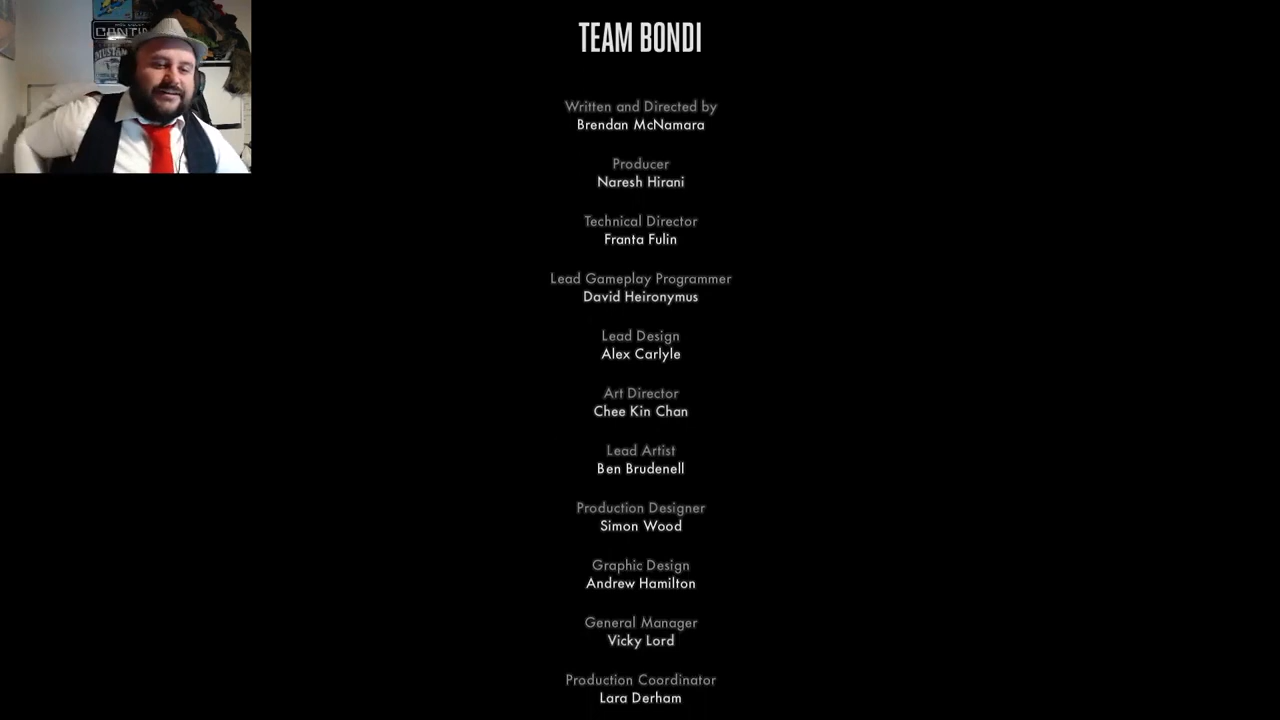 TEAM BONDI
Written and Directed by
Brendan McNamara
Producer
Naresh Hirani
Technical Director
Franta Fulin
Lead Gameplay Programmer
David Heironymus
Lead Design
Alex Carlyle
Art Director
Chee Kin Chan
Lead Artist
Ben Brudenell
Production Designer
Simon Wood
Graphic Design
Andrew Hamilton
General Manager
Vicky Lord
Production Coordinator
Lara Derham